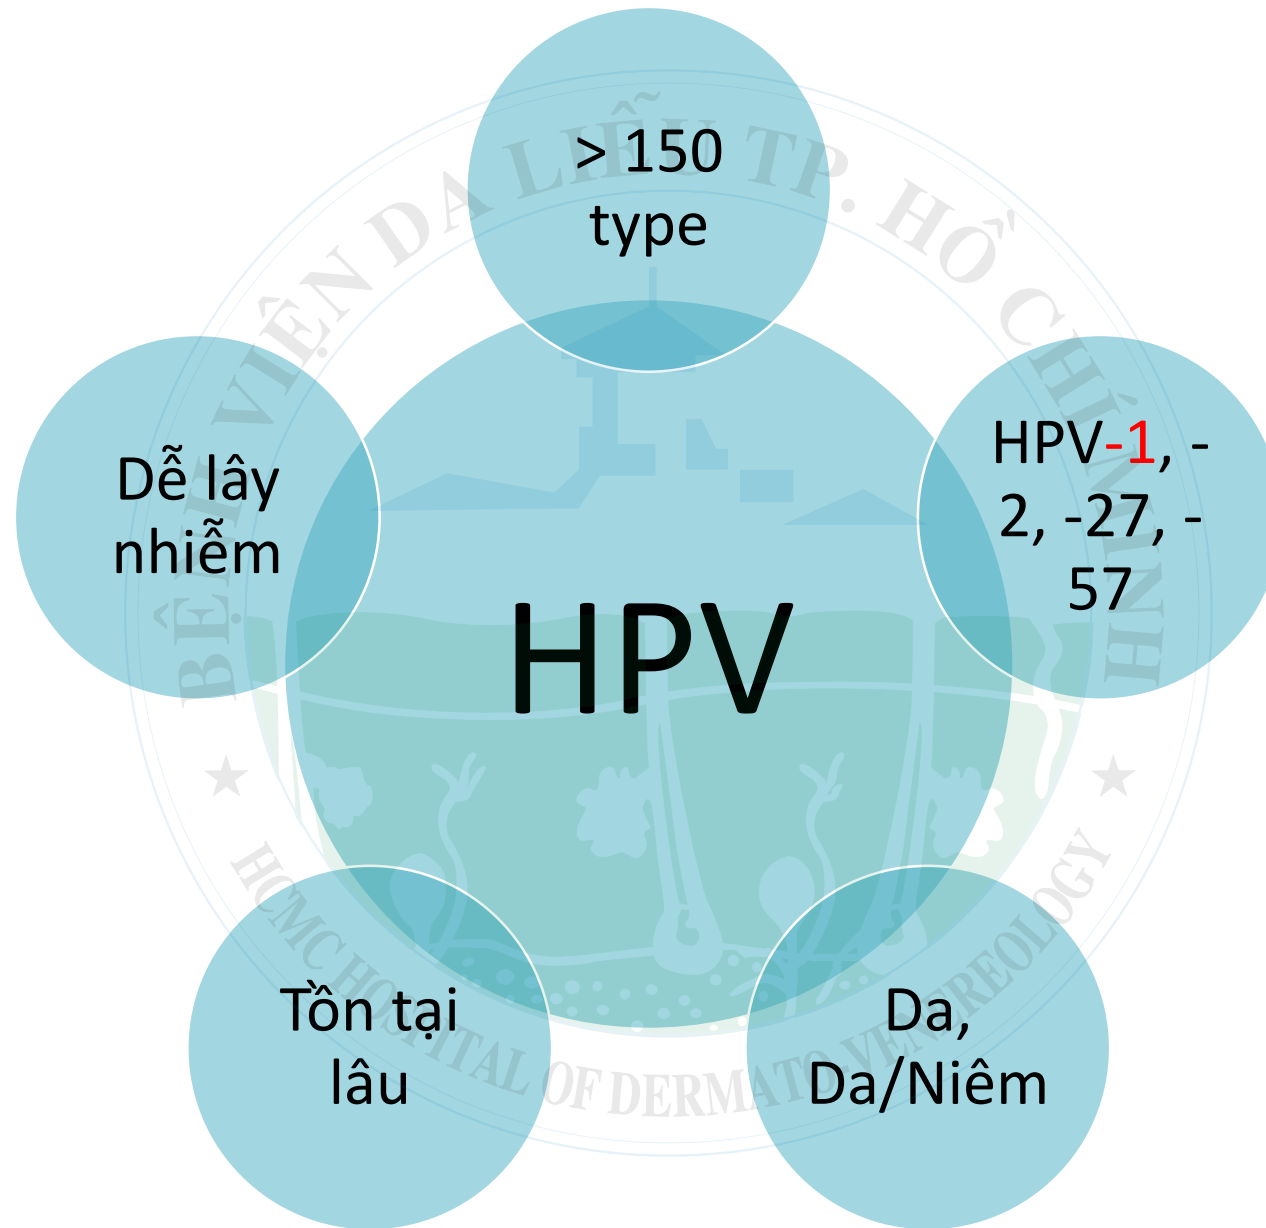 > 150
type
HPV-1, -
2, -27, -
57
Da,
Da/Niêm
Tồn tại
lâu
Dễ lây
nhiễm
HPV
BỆNH VIỆN DA LIỄU TP. HỒ CHÍ MINH
HCMC HOSPITAL OF DERMATO-VENEREOLOGY